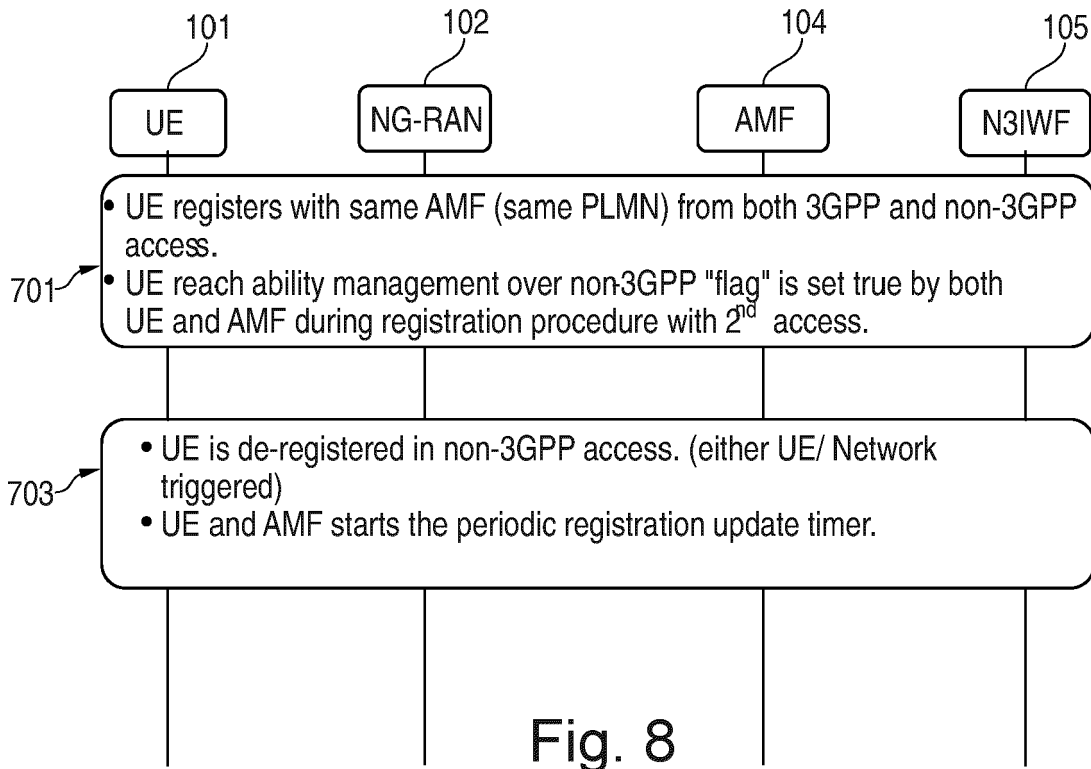 101
102
104
105
UE
NG-RAN
AMF
N3IWF
• UE registers with same AMF (same PLMN) from both 3GPP and non-3GPP
access.
701
• UE reach ability management over non-3GPP "flag" is set true by both
UE and AMF during registration procedure with 2nd access.
• UE is de-registered in non-3GPP access. (either UE/ Network
triggered)
703
• UE and AMF starts the periodic registration update timer.
Fig. 8